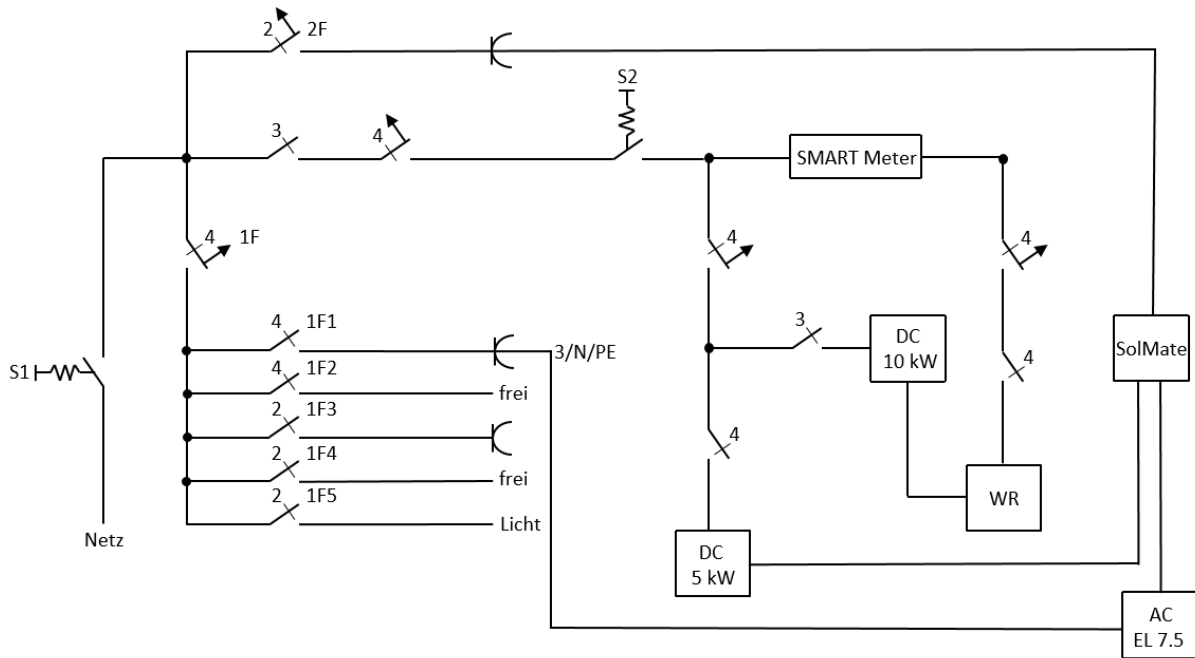 2 2F
S2
3 4
SMART Meter
4 1F
4
4
4 1F1
3/N/PE
3
DC
10 kW
SolMate
S1
4 1F2
frei
4
2 1F3
4
2 1F4
frei
2 1F5
Licht
WR
Netz
DC
5 kW
AC
EL 7.5